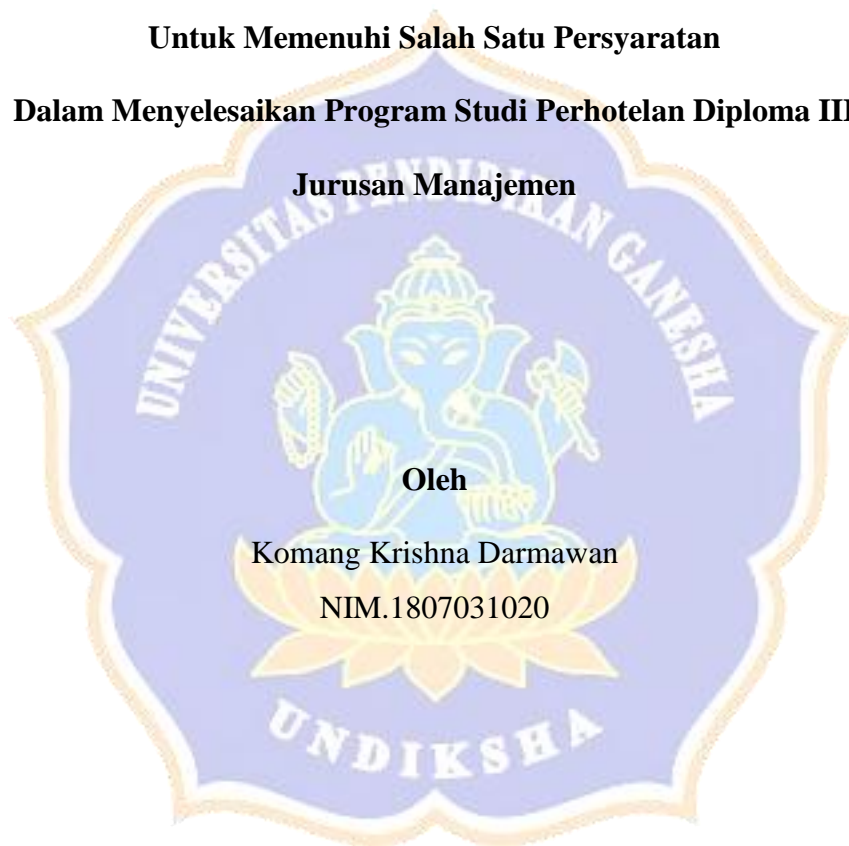 Untuk Memenuhi Salah Satu Persyaratan
Dalam Menyelesaikan Program Studi Perhotelan Diploma III
Jurusan Manajemen
UNIVERSITAS PENDIDIKAN GANESHA
Oleh
Komang Krishna Darmawan
NIM.1807031020
UNDIKSHA